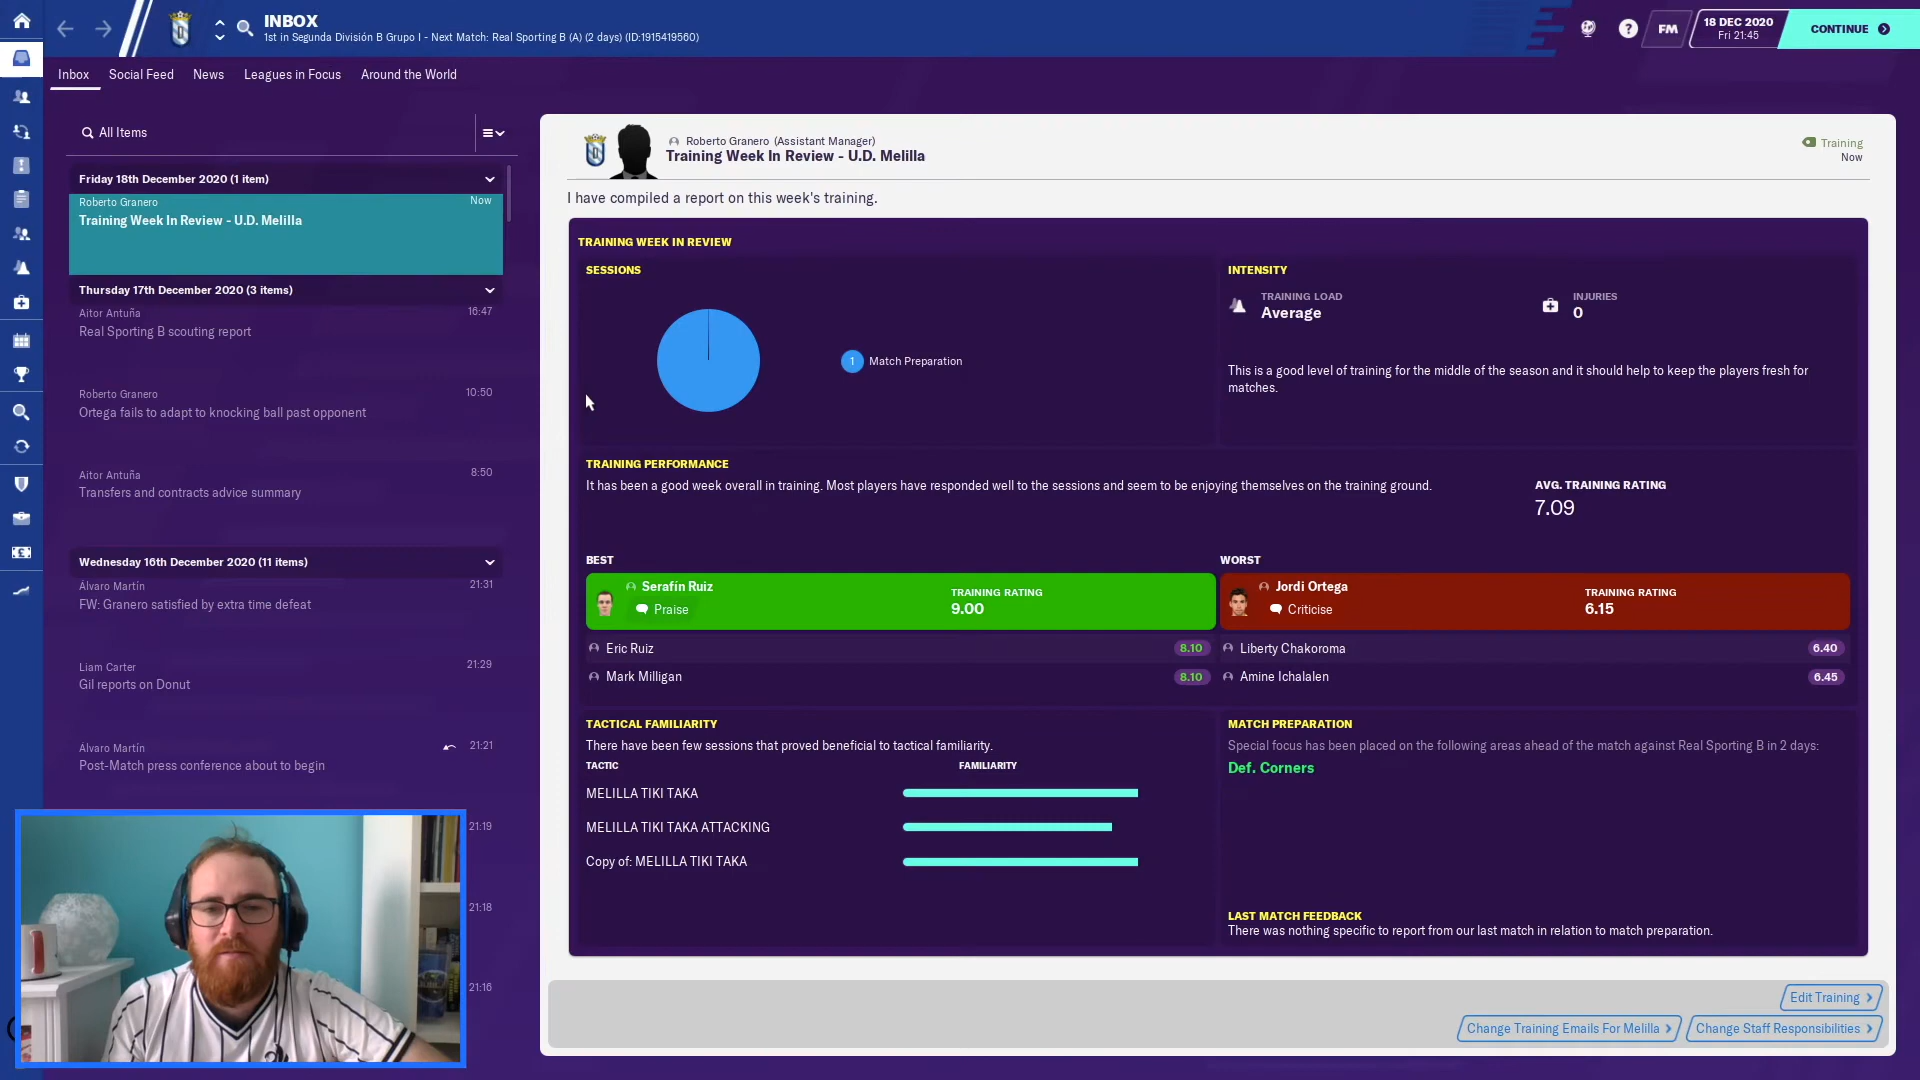 INBOX
1st in Segunda División B Grupo I - Next Match: Real Sporting B (A) (2 days) (ID:1915419560)
FM
18 DEC 2020
Fri 21:45
CONTINUE
Inbox
Social Feed
News
Leagues in Focus
Around the World
All Items
Friday 18th December 2020 (1 item)
Roberto Granero
Now
Training Week In Review - U.D. Melilla
Thursday 17th December 2020 (3 items)
Aitor Antuña
16:47
Real Sporting B scouting report
Roberto Granero
10:50
Ortega fails to adapt to knocking ball past opponent
Aitor Antuña
8:50
Transfers and contracts advice summary
Wednesday 16th December 2020 (11 items)
Álvaro Martín
21:31
FW: Granero satisfied by extra time defeat
Liam Carter
21:29
Gil reports on Donut
Álvaro Martín
21:21
Post-Match press conference about to begin
21:19
21:18
21:16
Roberto Granero (Assistant Manager)
Training Week In Review - U.D. Melilla
Training
Now
I have compiled a report on this week's training.
TRAINING WEEK IN REVIEW
SESSIONS
1 Match Preparation
INTENSITY
TRAINING LOAD
Average
INJURIES
0
This is a good level of training for the middle of the season and it should help to keep the players fresh for
matches.
TRAINING PERFORMANCE
It has been a good week overall in training. Most players have responded well to the sessions and seem to be enjoying themselves on the training ground.
AVG. TRAINING RATING
7.09
BEST
Serafín Ruiz
Praise
TRAINING RATING
9.00
Eric Ruiz
8.10
Mark Milligan
8.10
WORST
Jordi Ortega
Criticise
TRAINING RATING
6.15
Liberty Chakoroma
6.40
Amine Ichalalen
6.45
TACTICAL FAMILIARITY
There have been few sessions that proved beneficial to tactical familiarity.
TACTIC
FAMILIARITY
MELILLA TIKI TAKA
MELILLA TIKI TAKA ATTACKING
Copy of: MELILLA TIKI TAKA
MATCH PREPARATION
Special focus has been placed on the following areas ahead of the match against Real Sporting B in 2 days:
Def. Corners
LAST MATCH FEEDBACK
There was nothing specific to report from our last match in relation to match preparation.
Edit Training
Change Training Emails For Melilla
Change Staff Responsibilities